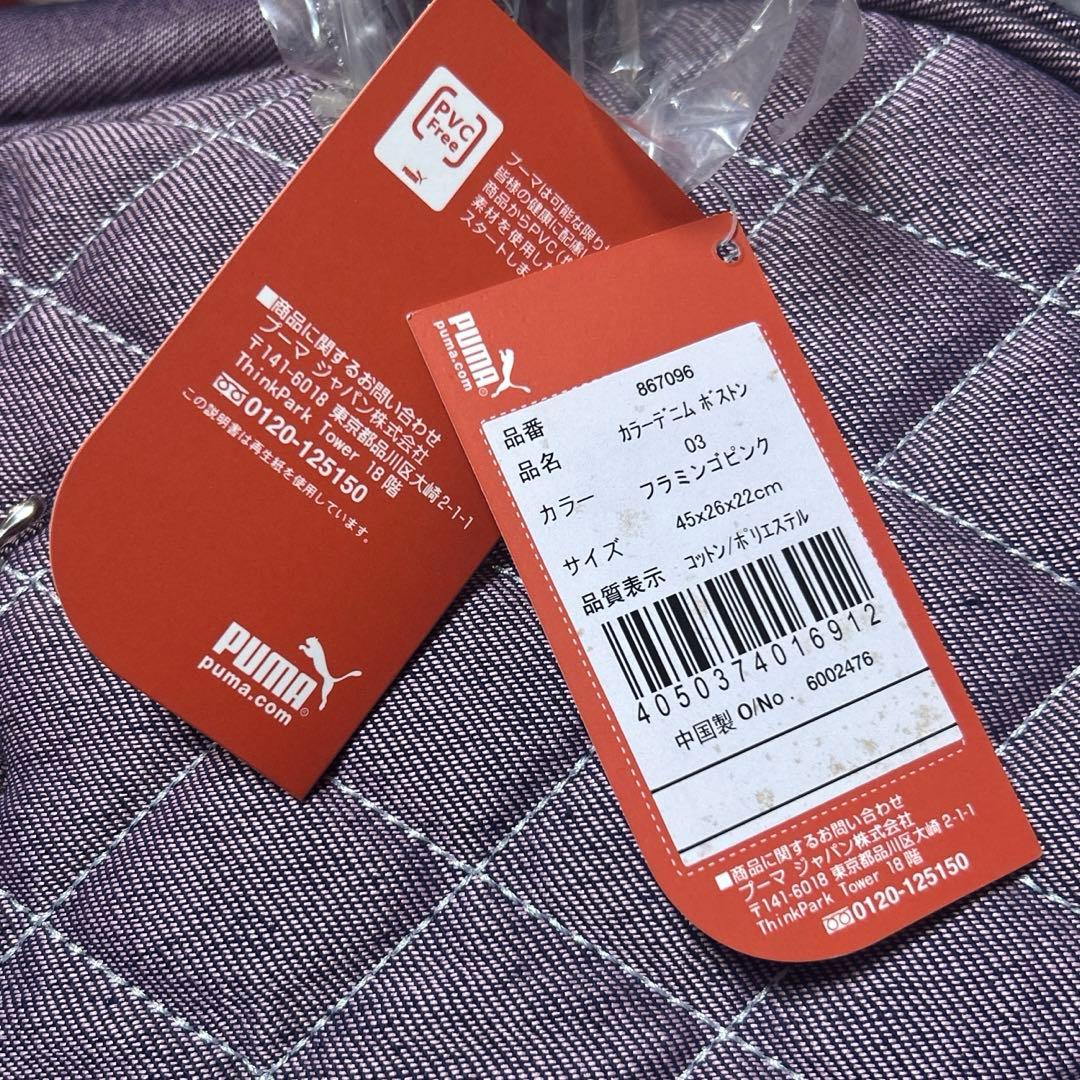 PVC
Free
プーマは可能な限り
皆様の健康に配慮し
商品からPVC(
素材を使用した
スタートしま
■商品に関するお問い合わせ
プーマ ジャパン株式会社
〒141-6018 東京都品川区大崎2-1-1
ThinkPark Tower 18階
0120-125150
この説明書は再生紙を使用しています。
PUMA
puma.com
PUMA
puma.com
品番 867096
品名 カラーデニム ボストン
カラー 03
フラミンゴピンク
サイズ 45x26x22cm
品質表示 コットン/ポリエステル
4050374016912
中国製 O/No. 6002476
■商品に関するお問い合わせ
プーマ ジャパン株式会社
〒141-6018 東京都品川区大崎2-1-1
ThinkPark Tower 18階
0120-125150